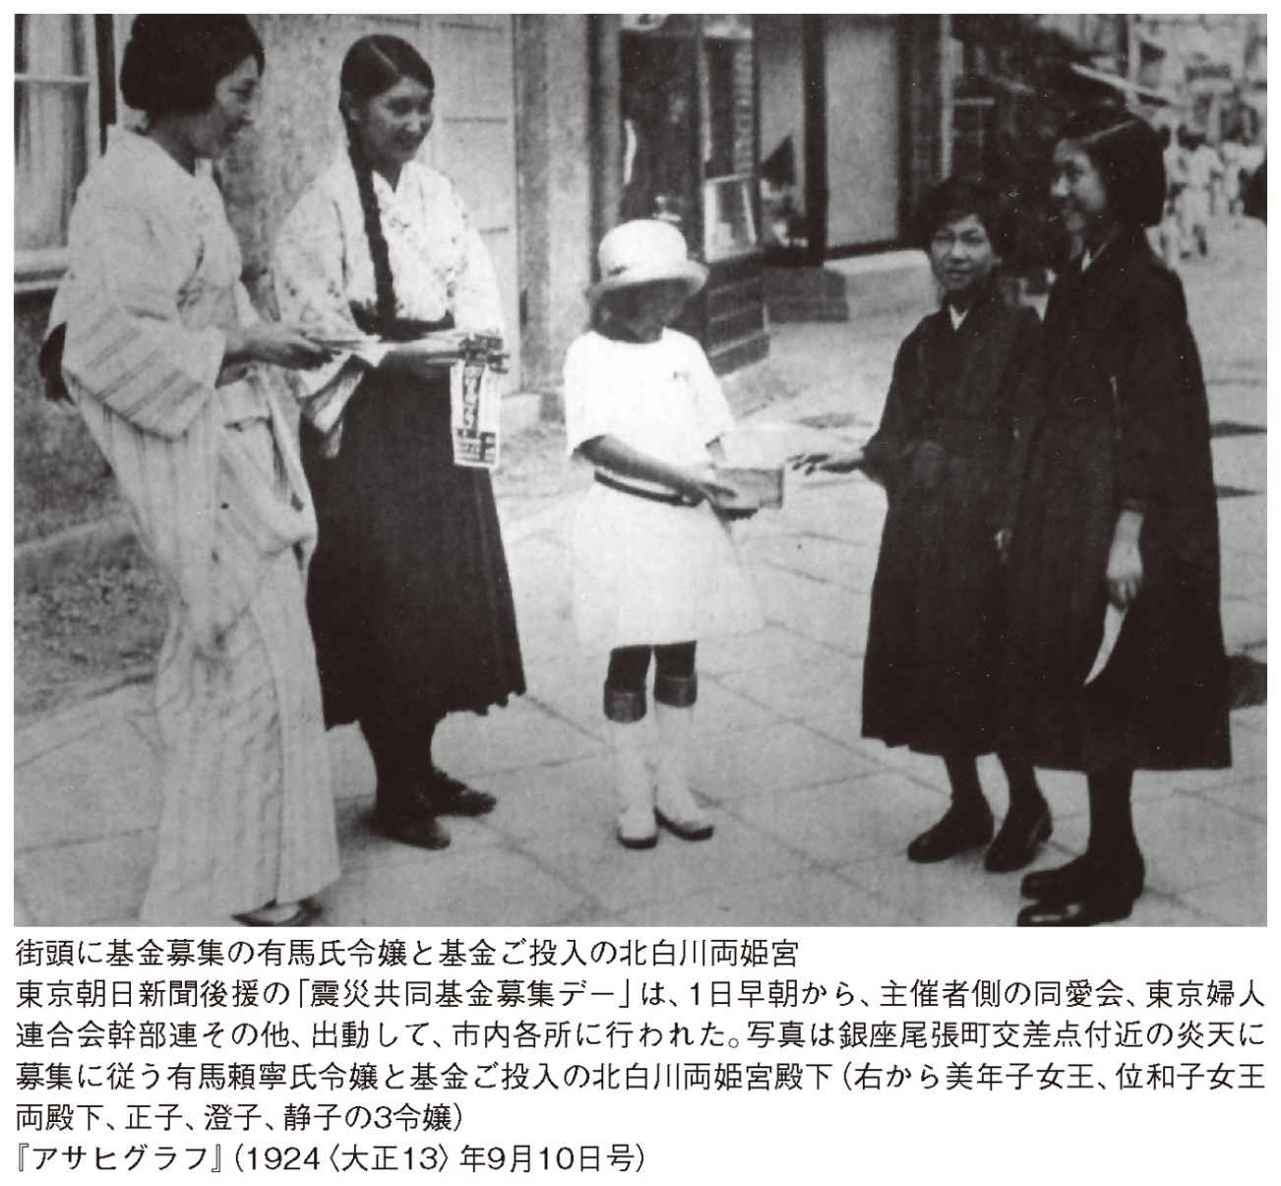 街頭に基金募集の有馬氏令嬢と基金ご投入の北白川両姫宮
東京朝日新聞後援の「震災共同基金募集デー」は、1日早朝から、主催者側の同愛会、東京婦人
連合会幹部連その他、出動して、市内各所に行われた。写真は銀座尾張町交差点付近の炎天に
募集に従う有馬頼寧氏令嬢と基金ご投入の北白川両姫宮殿下（右から美年子女王、位和子女王
両殿下、正子、澄子、静子の3令嬢）
『アサヒグラフ』（1924〈大正13〉年9月10日号）